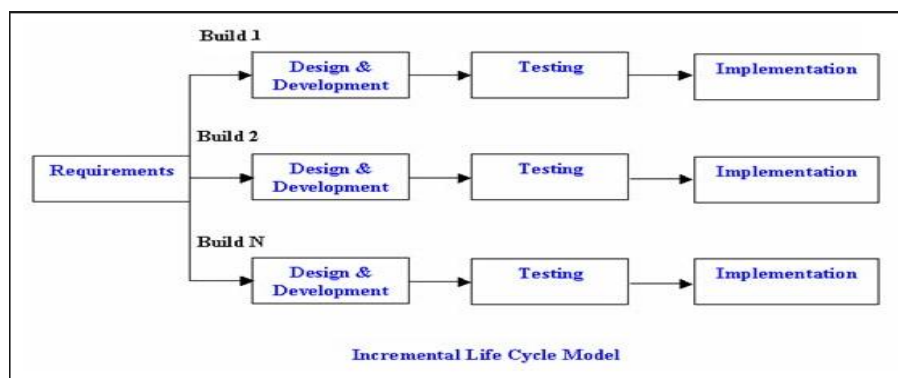 Build 1
Design &
Development
Testing
Implementation
Build 2
Requirements
Design &
Development
Testing
Implementation
Build N
Design &
Development
Testing
Implementation
Incremental Life Cycle Model